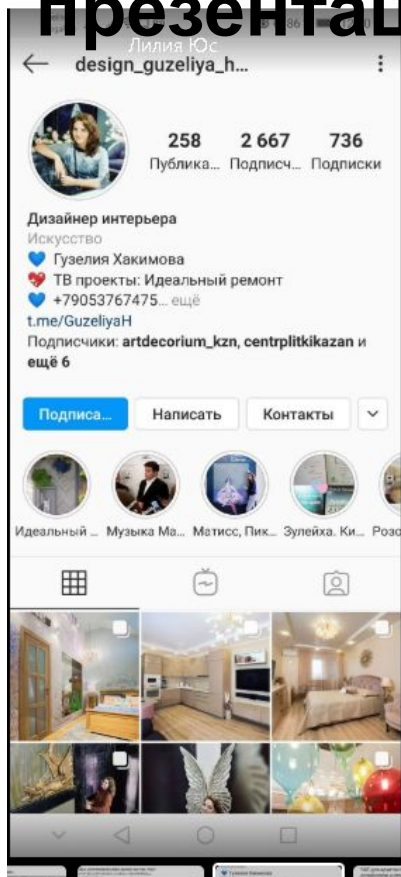 презентац
Лилия Юс
design_guzeliya_h...
258 2 667 736
Публика... Подписч... Подписки
Дизайнер интерьера
Искусство
💙 Гузелия Хакимова
💖 ТВ проекты: Идеальный ремонт
💙 +79053767475... ещё
t.me/GuzeliyaH
Подписчики: artdecorium_kzn, centrplitkikazan и
ещё 6
Подписа... Написать Контакты
Идеальный ... Музыка Ма... Матисс, Пик... Зулейха. Ки... Розо